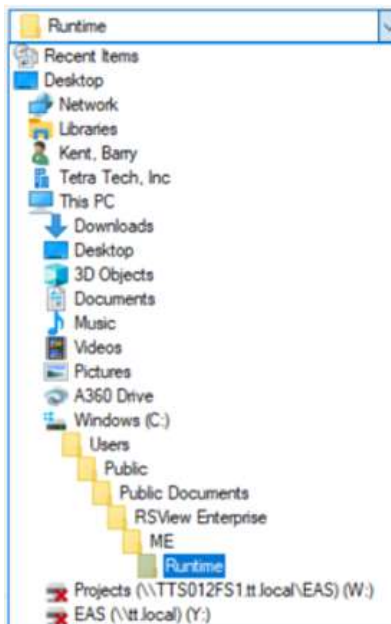 Runtime
Recent Items
Desktop
Network
Libraries
Kent, Barry
Tetra Tech, Inc
This PC
Downloads
Desktop
3D Objects
Documents
Music
Videos
Pictures
A360 Drive
Windows (C:)
Users
Public
Public Documents
RSView Enterprise
ME
Runtime
Projects (\\TTS012FS1.tt.local\EAS) (W:)
EAS (\\tt.local) (Y:)